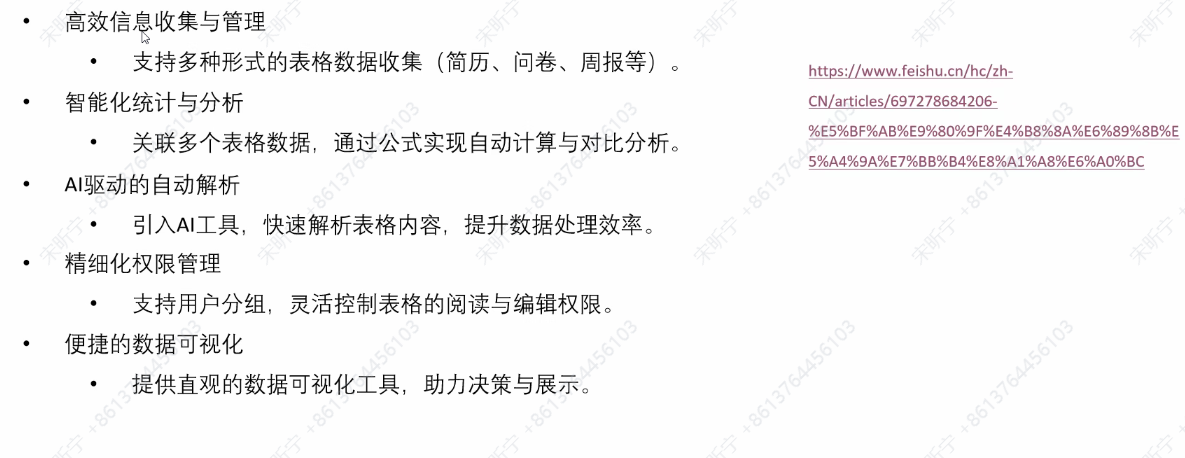 • 高效信息收集与管理
• 支持多种形式的表格数据收集（简历、问卷、周报等）。
• 智能化统计与分析
• 关联多个表格数据，通过公式实现自动计算与对比分析。
• AI驱动的自动解析
• 引入AI工具，快速解析表格内容，提升数据处理效率。
• 精细化权限管理
• 支持用户分组，灵活控制表格的阅读与编辑权限。
• 便捷的数据可视化
• 提供直观的数据可视化工具，助力决策与展示。
https://www.feishu.cn/hc/zh-
CN/articles/697278684206-
%E5%BF%AB%E9%80%9F%E4%B8%8A%E6%89%8B%E
5%A4%9A%E7%BB%B4%E8%A1%A8%E6%A0%BC
宋昕宁 +8613764456103